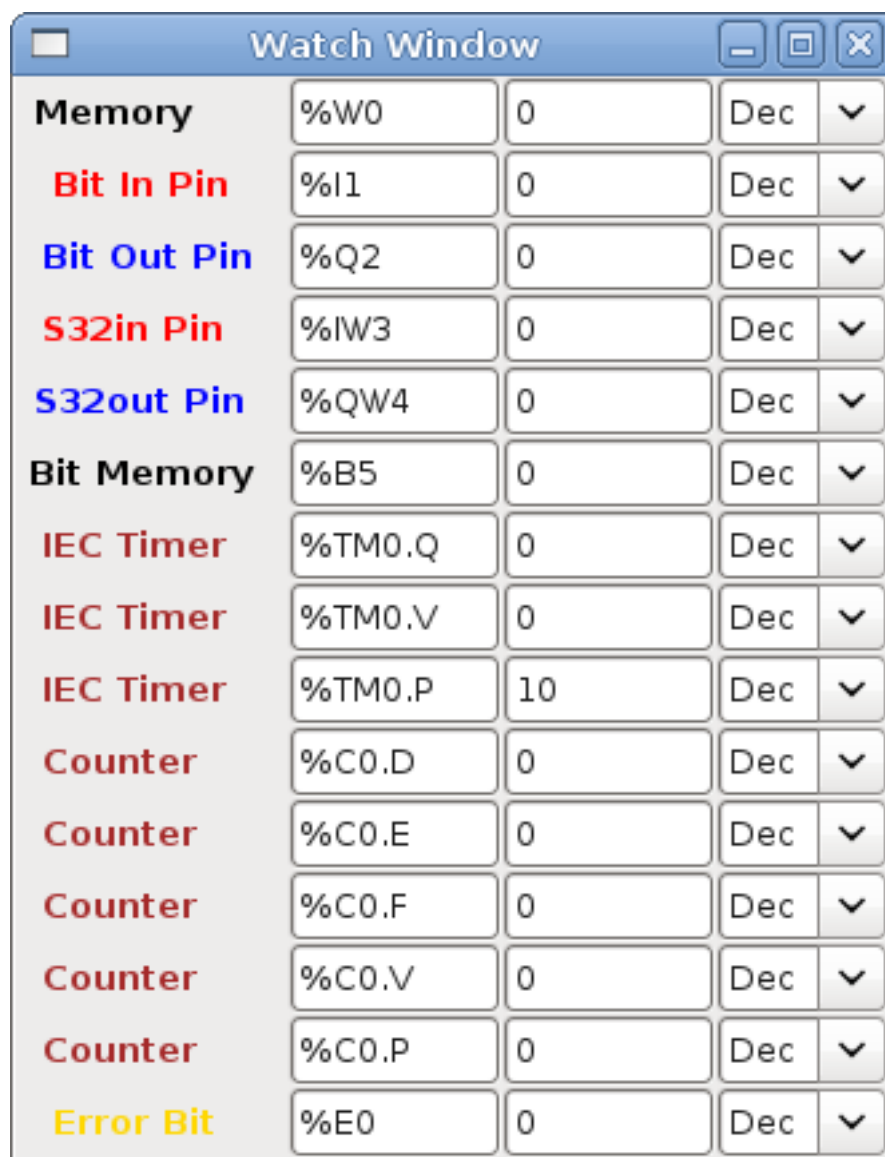 Watch Window
Memory %W0 0 Dec
Bit In Pin %I1 0 Dec
Bit Out Pin %Q2 0 Dec
S32in Pin %IW3 0 Dec
S32out Pin %QW4 0 Dec
Bit Memory %B5 0 Dec
IEC Timer %TM0.Q 0 Dec
IEC Timer %TM0.V 0 Dec
IEC Timer %TM0.P 10 Dec
Counter %C0.D 0 Dec
Counter %C0.E 0 Dec
Counter %C0.F 0 Dec
Counter %C0.V 0 Dec
Counter %C0.P 0 Dec
Error Bit %E0 0 Dec